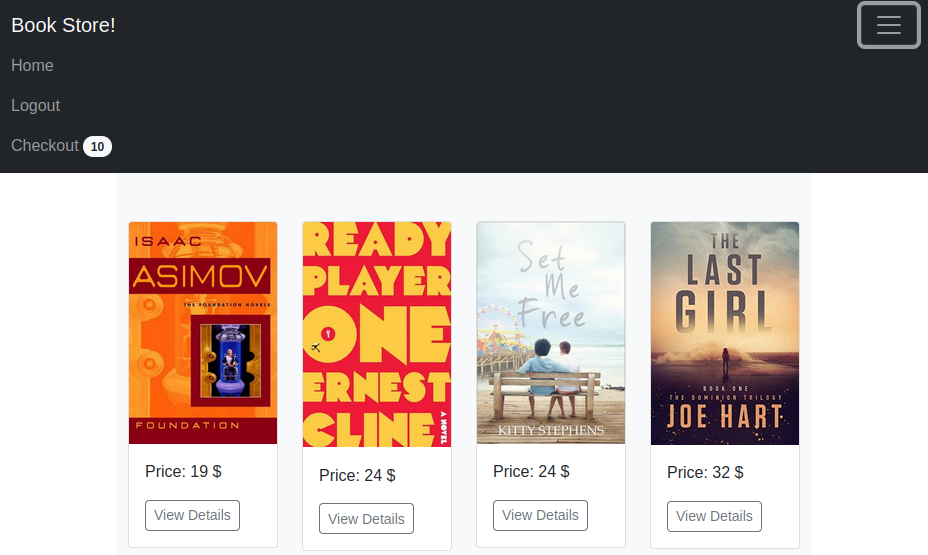 Book Store!
Home
Logout
Checkout 10
ISAAC
ASIMOV
THE FOUNDATION NOVELS
FOUNDATION
Price: 19 $
View Details
READY
PLAYER
ONE
ERNEST
CLINE
A NOVEL
Price: 24 $
View Details
Set
Me
Free
KITTY STEPHENS
Price: 24 $
View Details
THE
LAST
GIRL
BOOK ONE
THE DOMINION TRILOGY
JOE HART
Price: 32 $
View Details